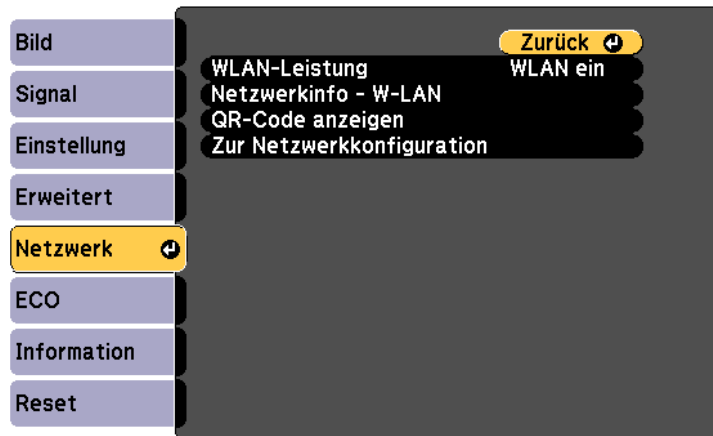 Bild
Signal
Einstellung
Erweitert
Netzwerk
ECO
Information
Reset
Zurück
WLAN-Leistung WLAN ein
Netzwerkinfo - W-LAN
QR-Code anzeigen
Zur Netzwerkkonfiguration